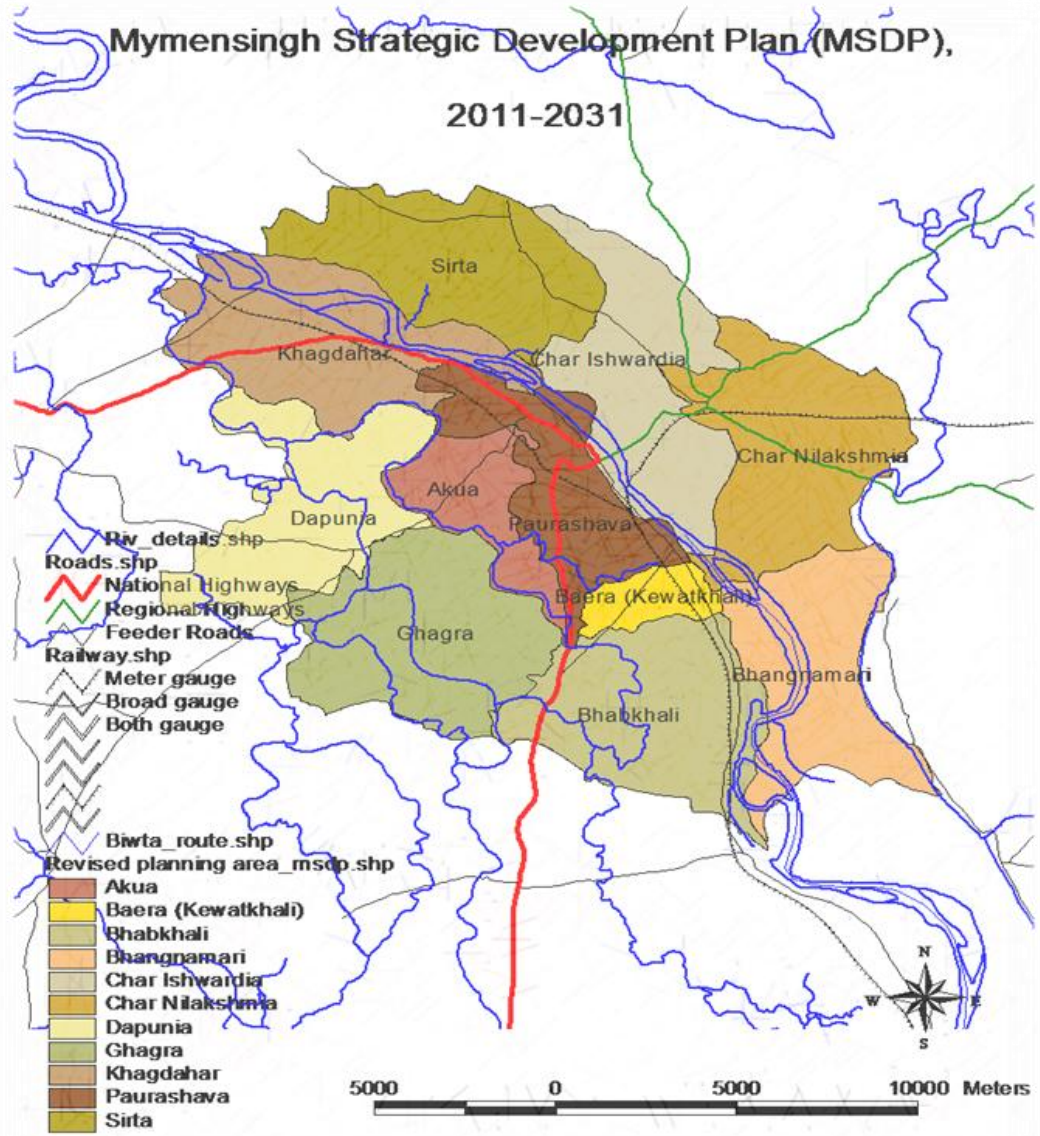 Mymensingh Strategic Development Plan (MSDP),
2011-2031
Sirta
Khagdahar
Char Ishwardia
Char Nilakshmia
Akua
Dapunia
Paurashava
Baera (Kewatkhali)
Ghagra
Bhangnamari
Bhabkhali
Riv_details.shp
Roads.shp
National Highways
Regional Highways
Feeder Roads
Railway.shp
Meter gauge
Broad gauge
Both gauge
Biwta_route.shp
Revised planning area_msdp.shp
Akua
Baera (Kewatkhali)
Bhabkhali
Bhangnamari
Char Ishwardia
Char Nilakshmia
Dapunia
Ghagra
Khagdahar
Paurashava
Sirta
N
W E
S
5000 0 5000 10000 Meters